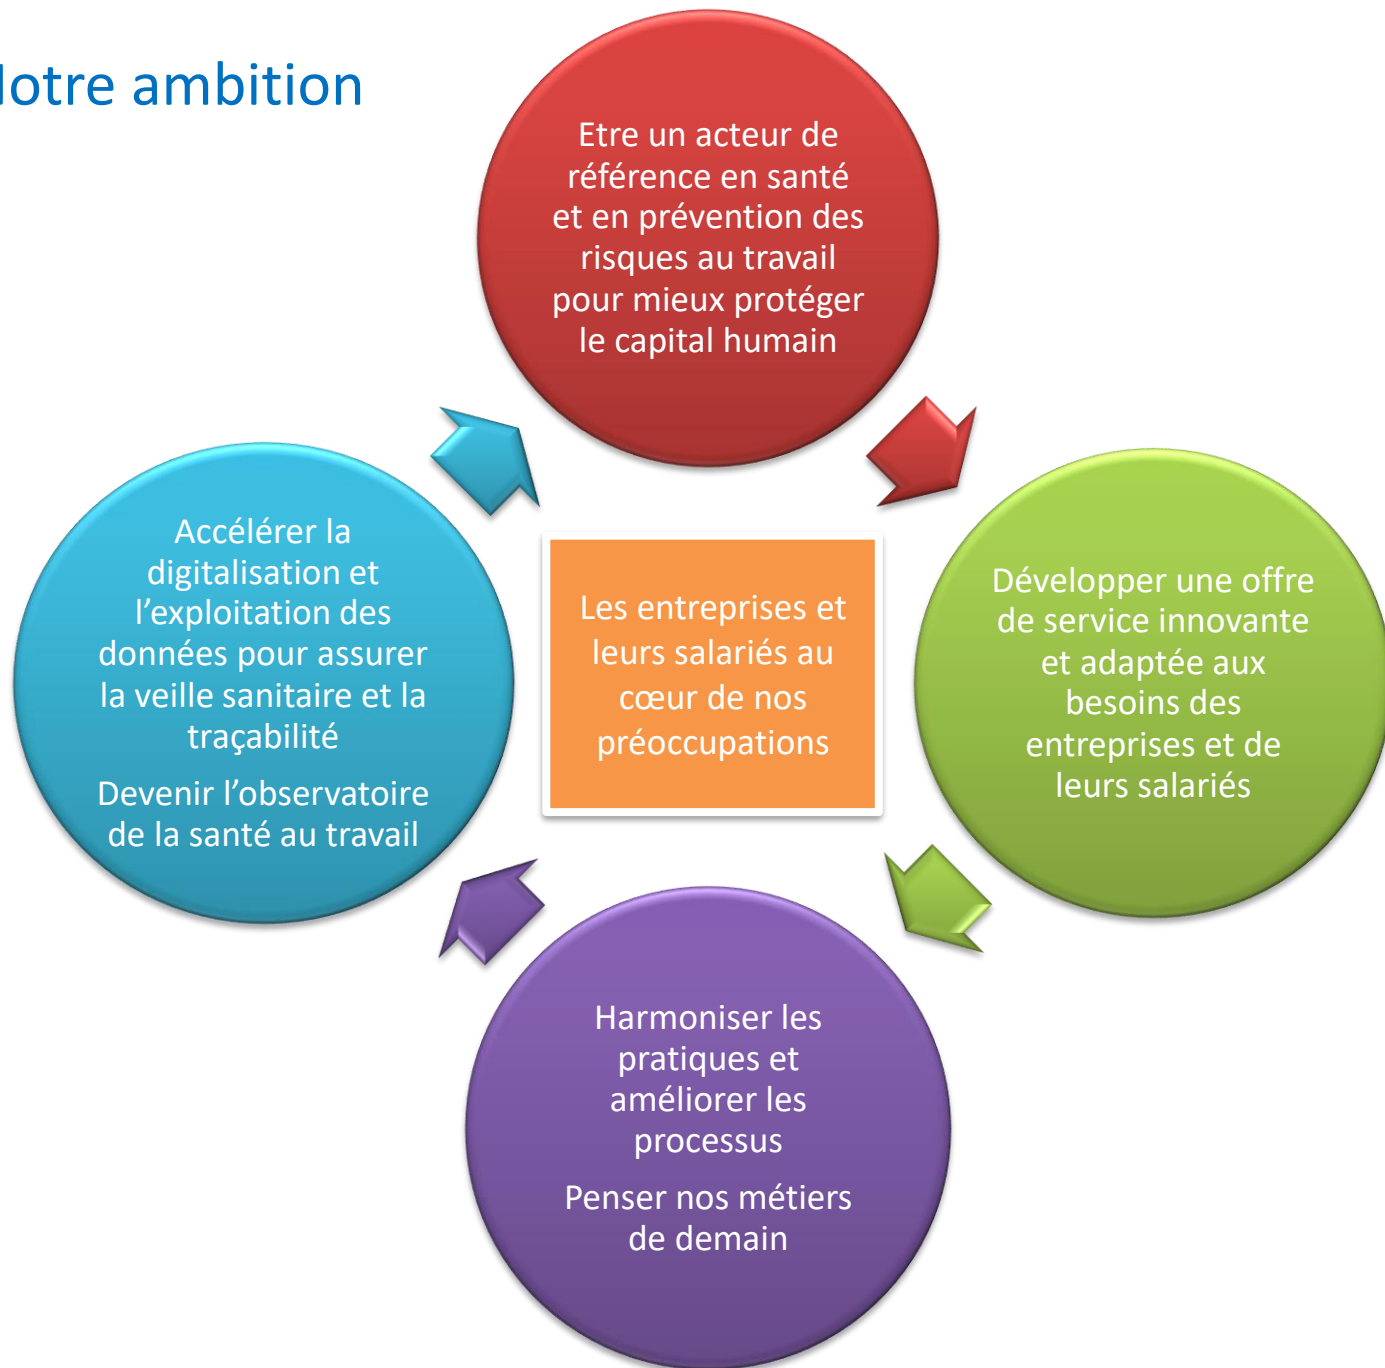 Notre ambition
Etre un acteur de
référence en santé
et en prévention des
risques au travail
pour mieux protéger
le capital humain
Développer une offre
de service innovante
et adaptée aux
besoins des
entreprises et de
leurs salariés
Harmoniser les
pratiques et
améliorer les
processus
Penser nos métiers
de demain
Accélérer la
digitalisation et
l’exploitation des
données pour assurer
la veille sanitaire et la
traçabilité
Devenir l’observatoire
de la santé au travail
Les entreprises et
leurs salariés au
cœur de nos
préoccupations